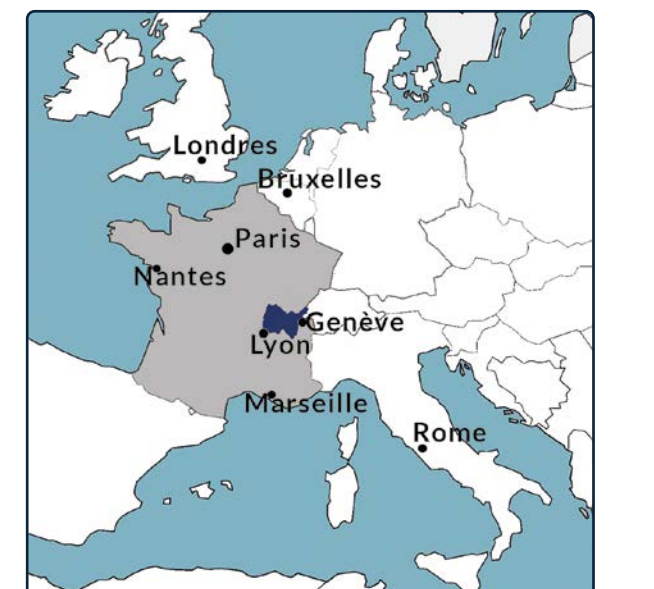 Londres
Bruxelles
Paris
Nantes
Genève
Lyon
Marseille
Rome